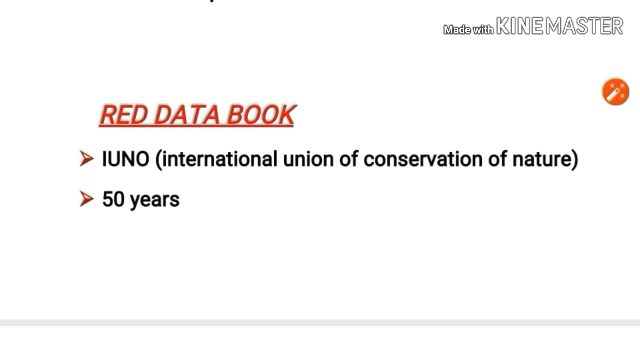 Made with KINEMASTER
RED DATA BOOK
IUNO (international union of conservation of nature)
50 years